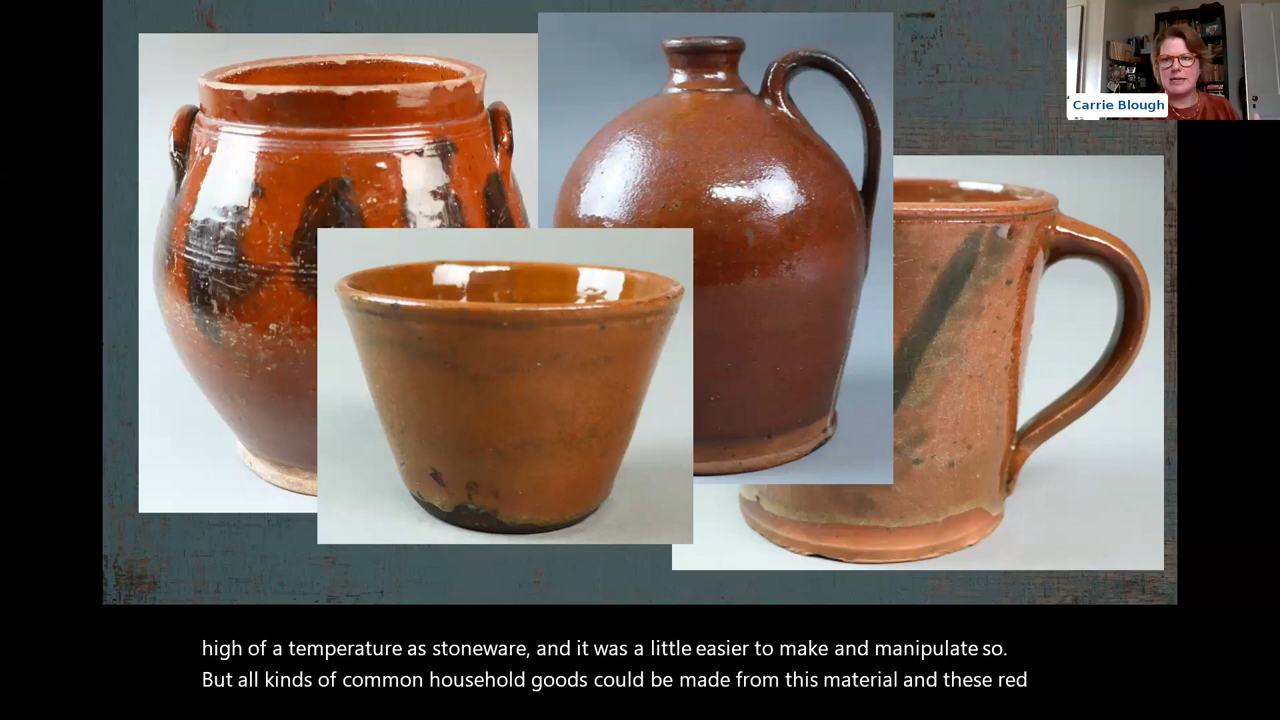 Carrie Blough
high of a temperature as stoneware, and it was a little easier to make and manipulate so.
But all kinds of common household goods could be made from this material and these red